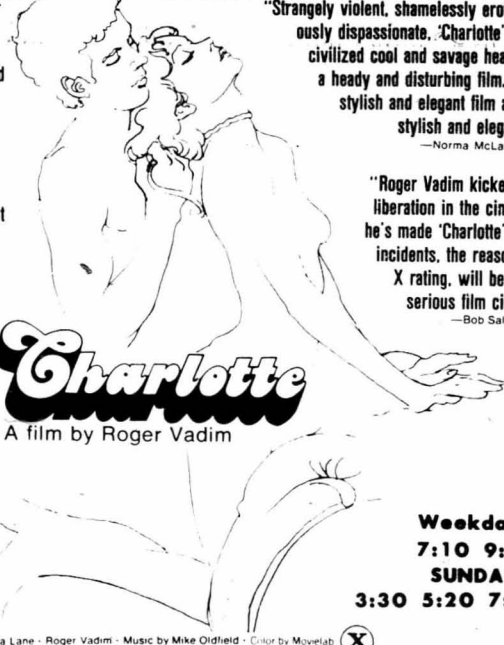 "Strangely violent, shamelessly ero
ously dispassionate, 'Charlotte'
civilized cool and savage hea
a heady and disturbing film.
stylish and elegant film a
stylish and eleg
—Norma McLa
d
"Roger Vadim kicke
t
liberation in the cin
he's made 'Charlotte'
incidents, the reaso
X rating, will be
serious film ci
—Bob Sal
Charlotte
A film by Roger Vadim
Weekda
7:10 9:
SUNDA
3:30 5:20 7:
a Lane · Roger Vadim · Music by Mike Oldfield · Color by Movielab X